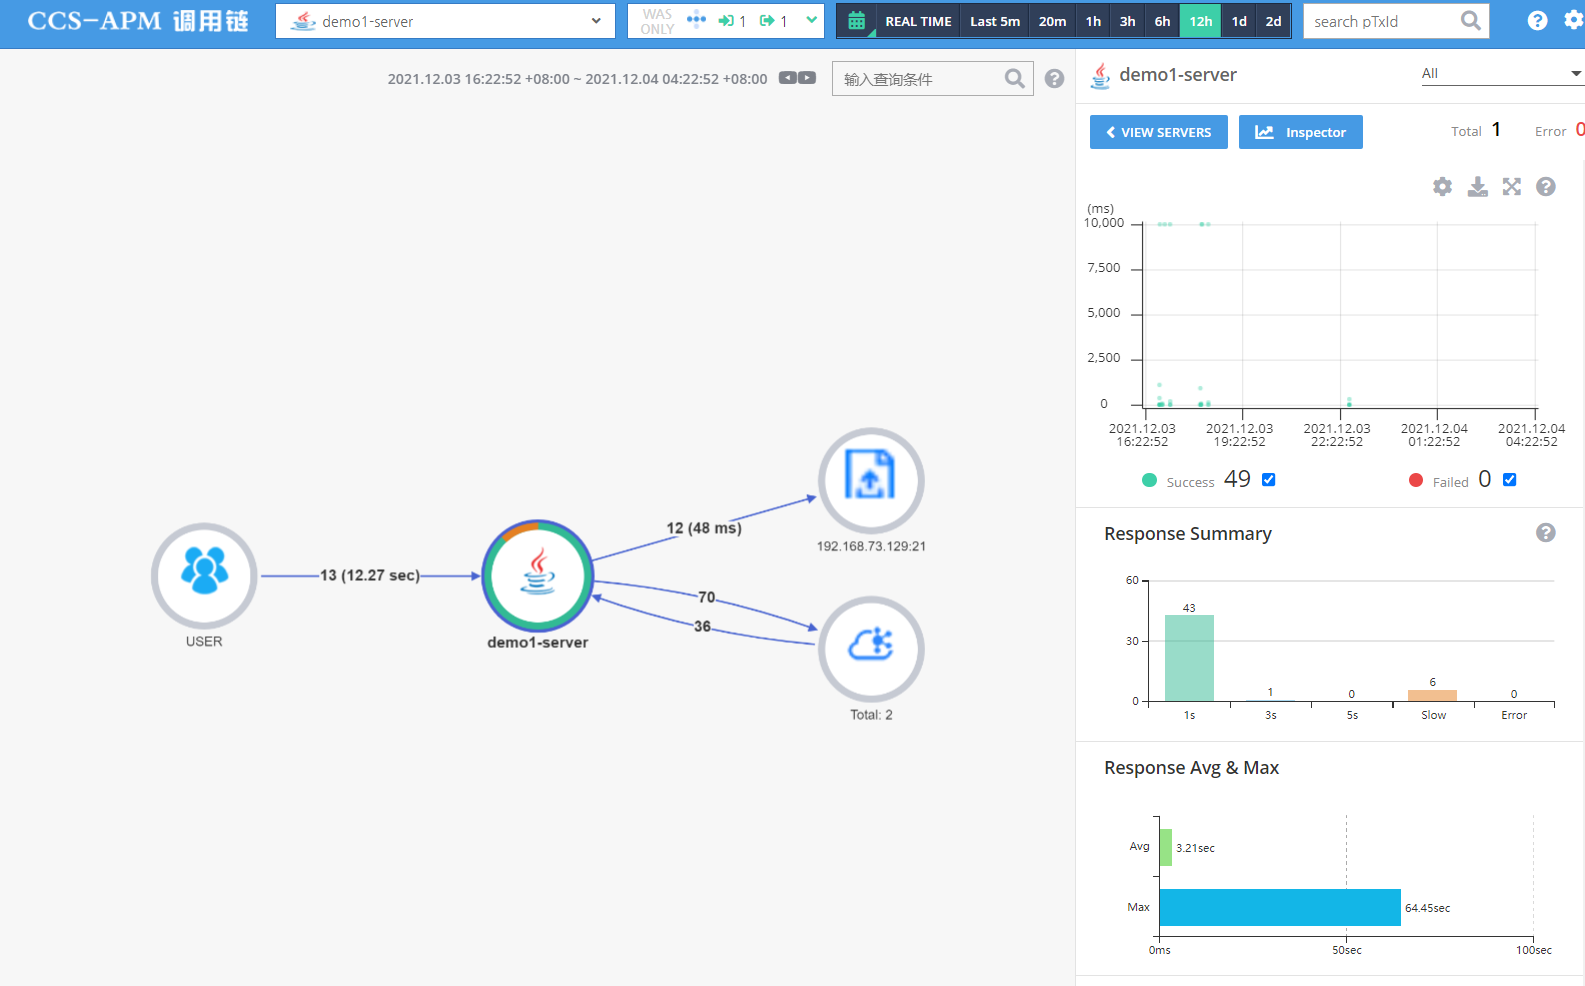 CCS-APM 调用链
demo1-server
WAS ONLY
1
1
REAL TIME
Last 5m
20m
1h
3h
6h
12h
1d
2d
search pTxId
2021.12.03 16:22:52 +08:00 ~ 2021.12.04 04:22:52 +08:00
输入查询条件
13 (12.27 sec)
USER
demo1-server
12 (48 ms)
192.168.73.129:21
70
36
Total: 2
demo1-server
All
VIEW SERVERS
Inspector
Total 1
Error 0
(ms)
10,000
7,500
5,000
2,500
0
2021.12.03 16:22:52
2021.12.03 19:22:52
2021.12.03 22:22:52
2021.12.04 01:22:52
2021.12.04 04:22:52
Success 49
Failed 0
Response Summary
60
30
0
43
1
0
6
0
1s
3s
5s
Slow
Error
Response Avg & Max
Avg
3.21sec
Max
64.45sec
0ms
50sec
100sec